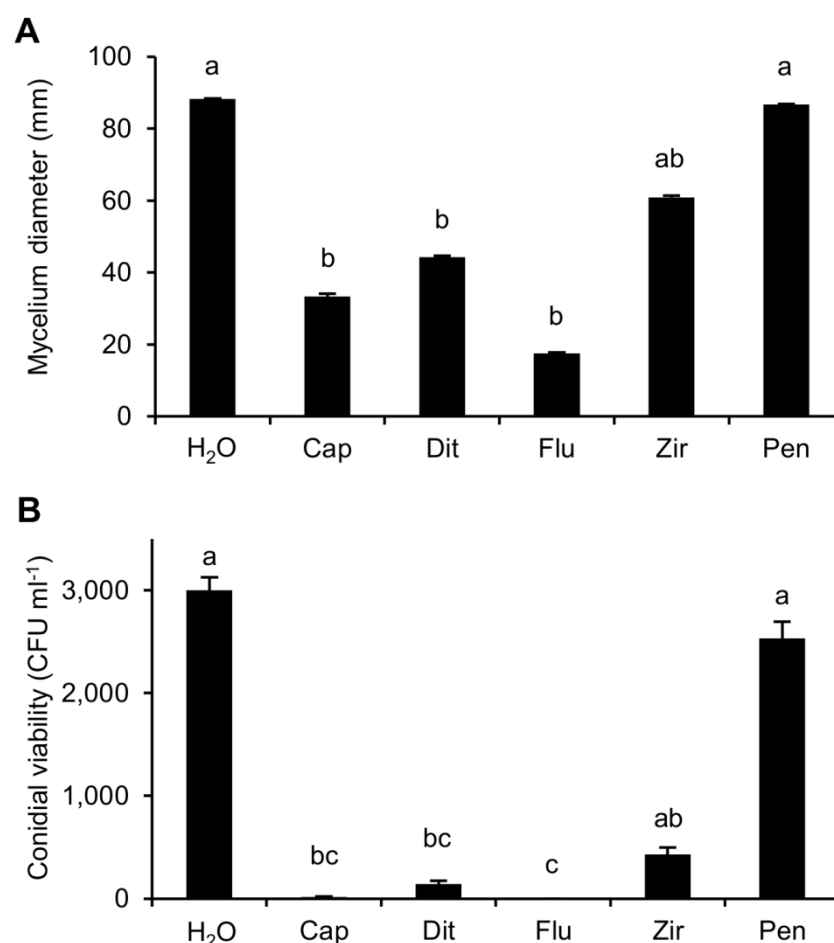 A
Mycelium diameter (mm)
100
80
60
40
20
0
a
b
b
b
ab
a
H₂O Cap Dit Flu Zir Pen
B
Conidial viability (CFU ml⁻¹)
3,000
2,000
1,000
0
a
bc
bc
c
ab
a
H₂O Cap Dit Flu Zir Pen